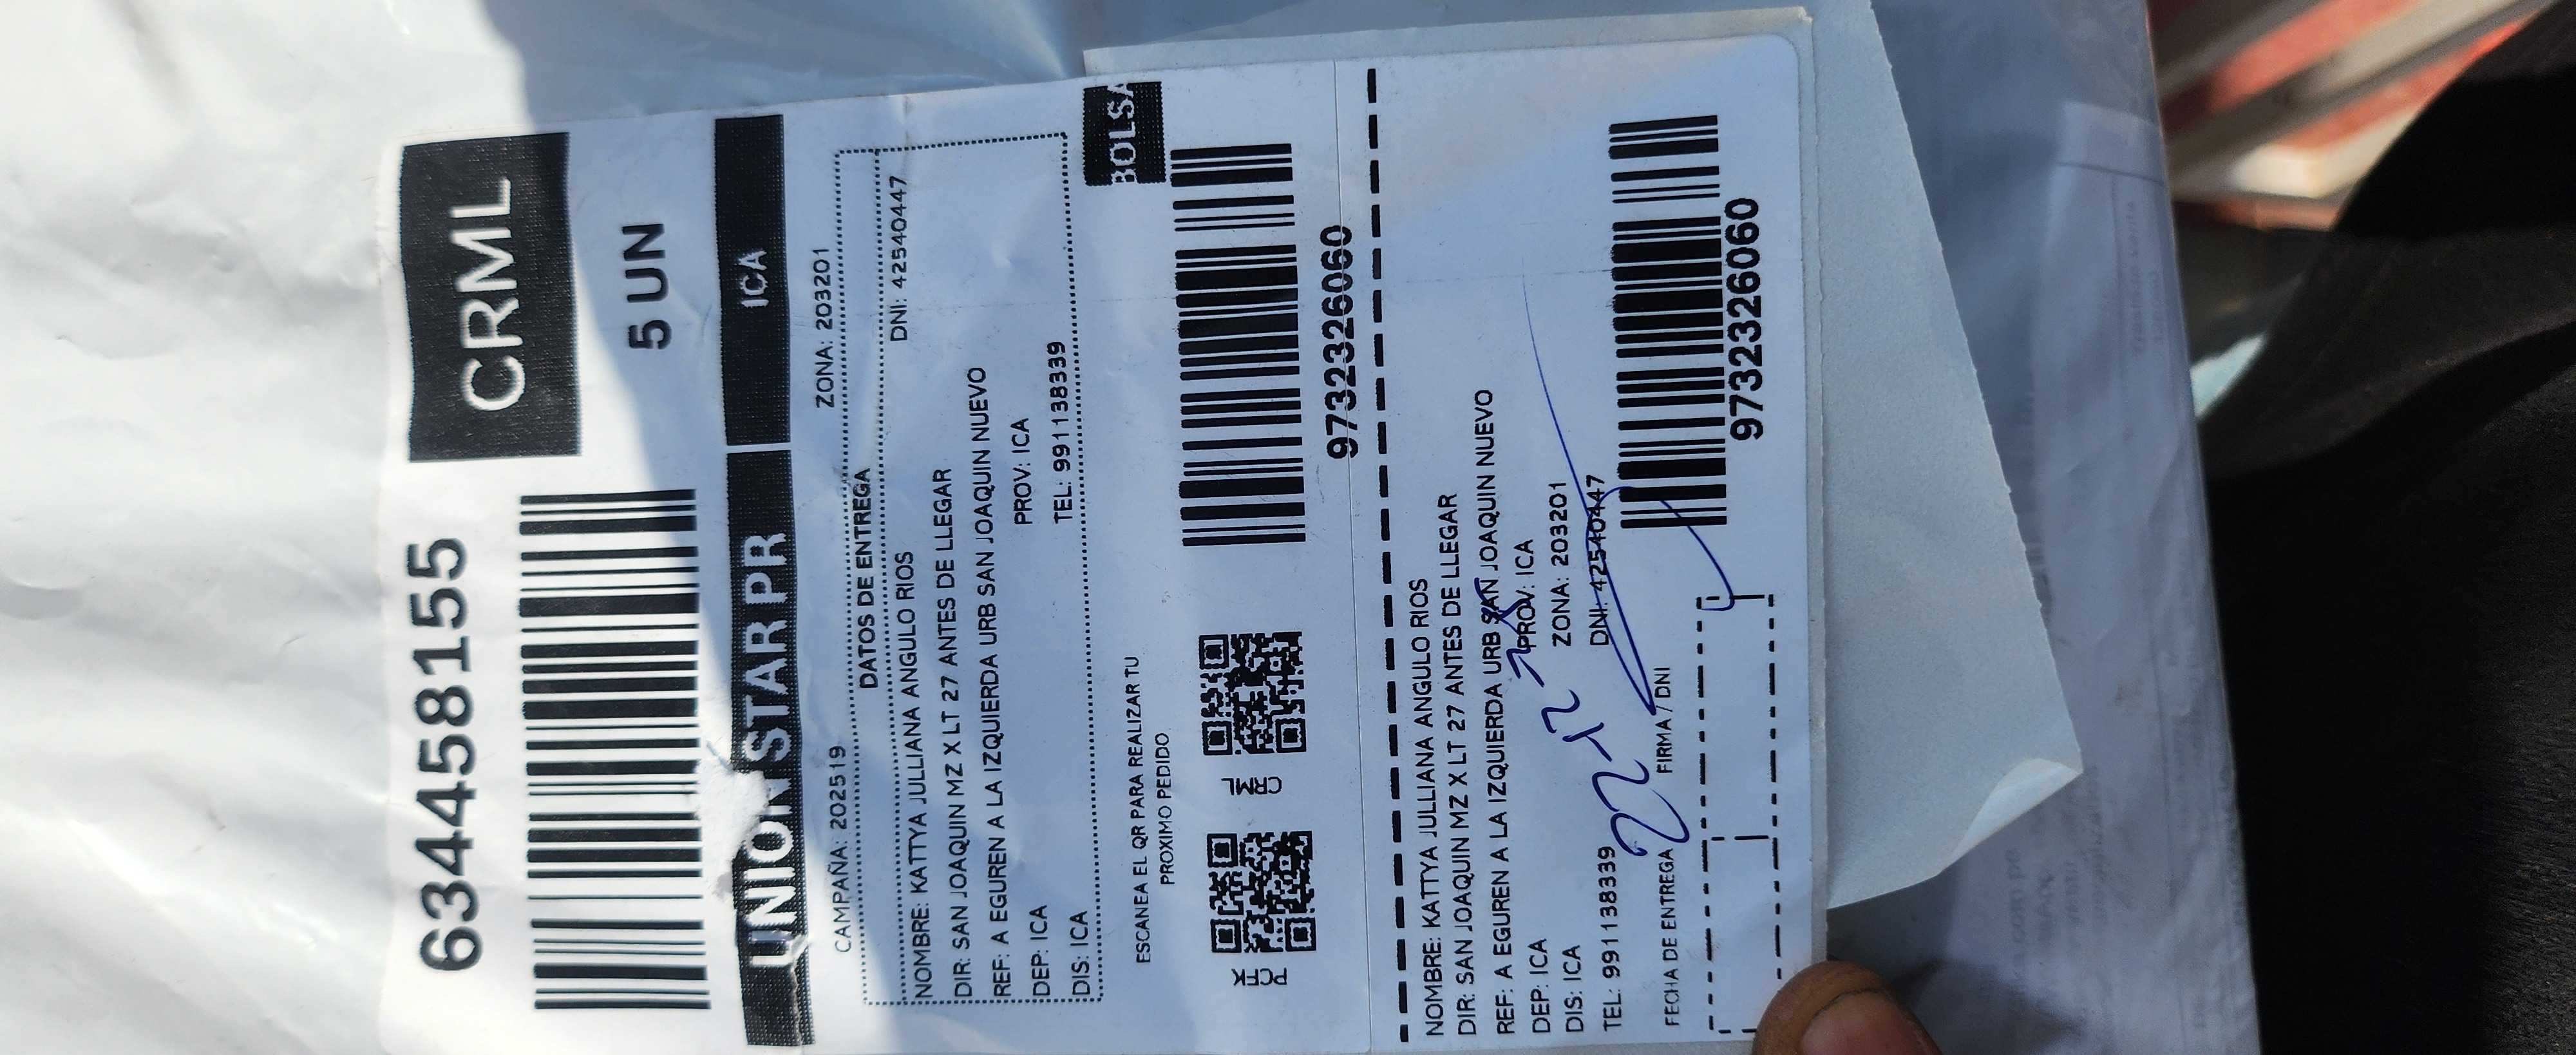 6344458155
CRML
5 UN
UNION STAR PR
ICA
CAMPAÑA: 202519
ZONA: 203201
DATOS DE ENTREGA
DNI: 42540447
NOMBRE: KATTYA JULLIANA ANGULO RIOS
DIR: SAN JOAQUIN MZ X LT 27 ANTES DE LLEGAR
REF: A EGUREN A LA IZQUIERDA URB SAN JOAQUIN NUEVO
DEP: ICA
PROV: ICA
DIS: ICA
TEL: 991138339
BOLSA
ESCANEA EL QR PARA REALIZAR TU
PROXIMO PEDIDO
CRML
9732326060
NOMBRE: KATTYA JULLIANA ANGULO RIOS
DIR: SAN JOAQUIN MZ X LT 27 ANTES DE LLEGAR
REF: A EGUREN A LA IZQUIERDA URB SAN JOAQUIN NUEVO
DEP: ICA
PROV: ICA
DIS: ICA
ZONA: 203201
TEL: 991138339
DNI: 42540447
22-12-25
FECHA DE ENTREGA
FIRMA / DNI
9732326060